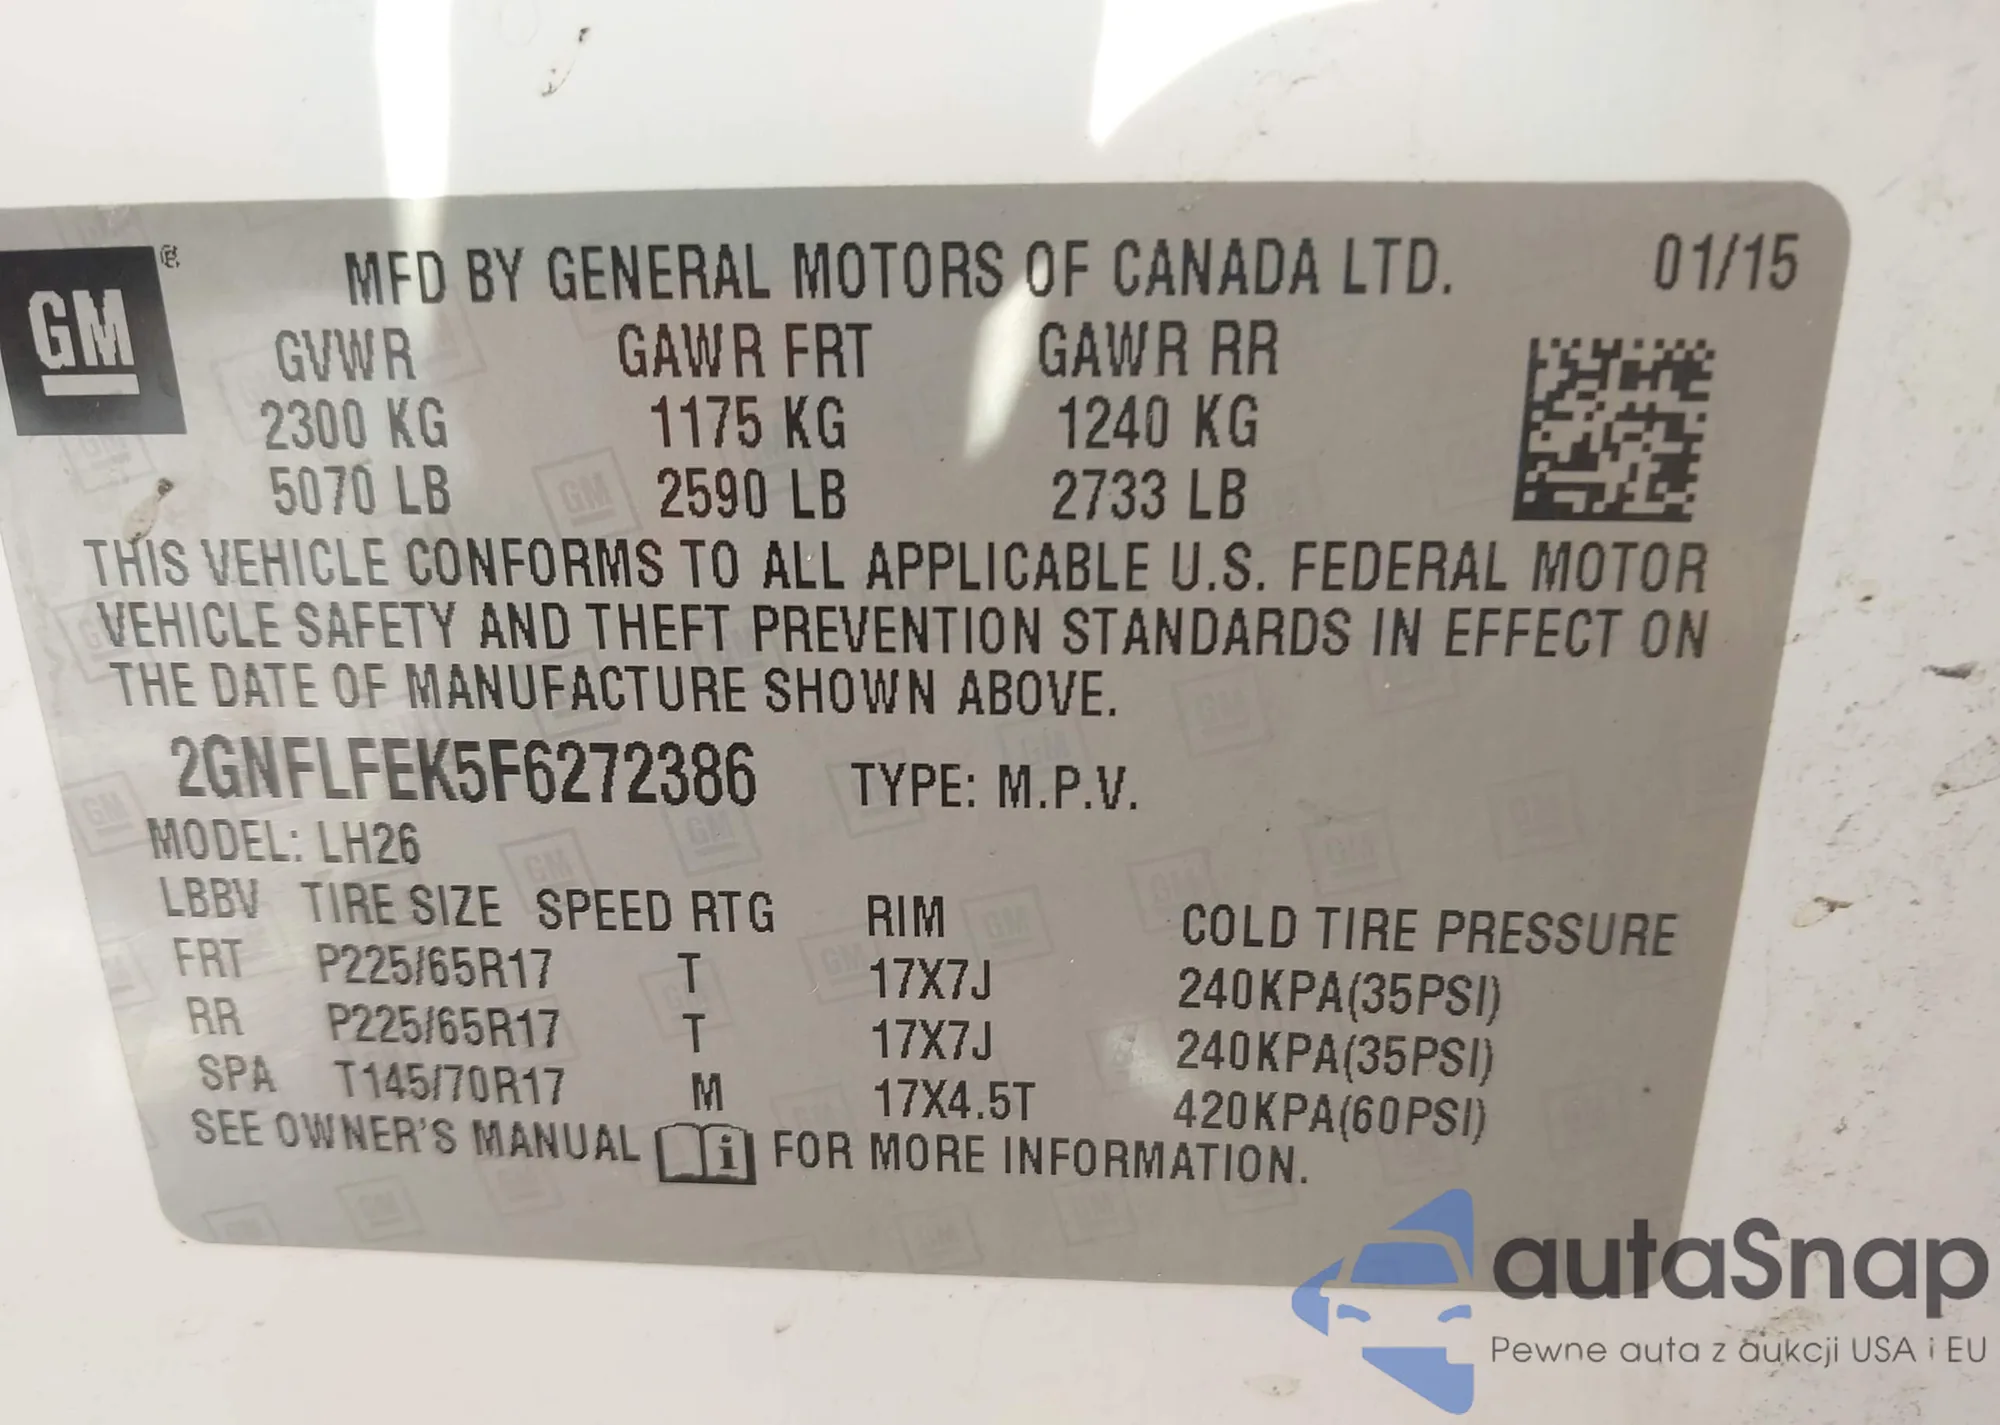 GM ®
MFD BY GENERAL MOTORS OF CANADA LTD. 01/15
GVWR GAWR FRT GAWR RR
2300 KG 1175 KG 1240 KG
5070 LB 2590 LB 2733 LB
THIS VEHICLE CONFORMS TO ALL APPLICABLE U.S. FEDERAL MOTOR
VEHICLE SAFETY AND THEFT PREVENTION STANDARDS IN EFFECT ON
THE DATE OF MANUFACTURE SHOWN ABOVE.
2GNFLFEK5F6272386 TYPE: M.P.V.
MODEL: LH26
LBBV TIRE SIZE SPEED RTG RIM COLD TIRE PRESSURE
FRT P225/65R17 T 17X7J 240KPA(35PSI)
RR P225/65R17 T 17X7J 240KPA(35PSI)
SPA T145/70R17 M 17X4.5T 420KPA(60PSI)
SEE OWNER'S MANUAL i FOR MORE INFORMATION.
autaSnap
Pewne auta z aukcji USA i EU